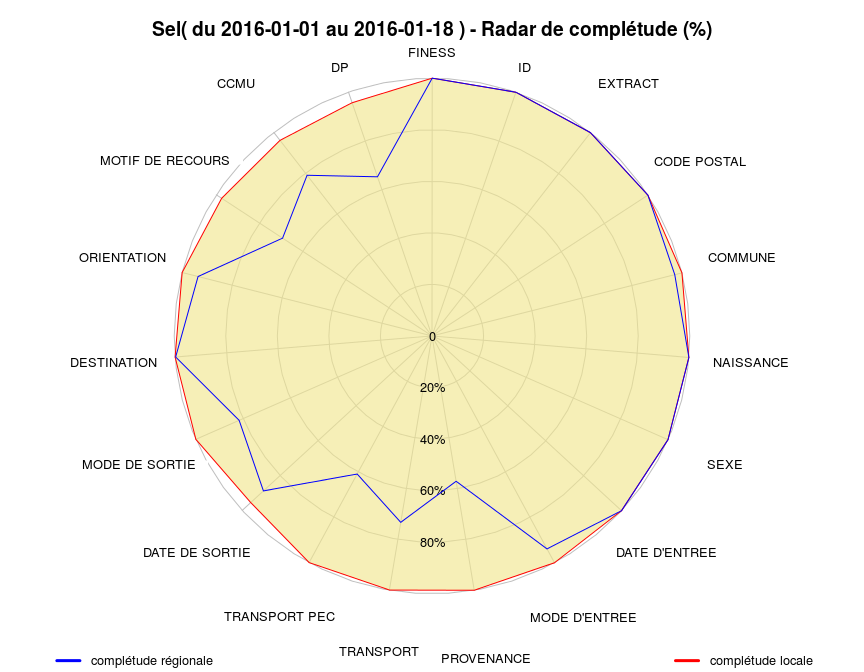 Sel( du 2016-01-01 au 2016-01-18 ) - Radar de complétude (%)
FINESS
ID
EXTRACT
CODE POSTAL
COMMUNE
NAISSANCE
SEXE
DATE D'ENTREE
MODE D'ENTREE
PROVENANCE
TRANSPORT
TRANSPORT PEC
DATE DE SORTIE
MODE DE SORTIE
DESTINATION
ORIENTATION
MOTIF DE RECOURS
CCMU
DP
0
20%
40%
60%
80%
complétude régionale
complétude locale